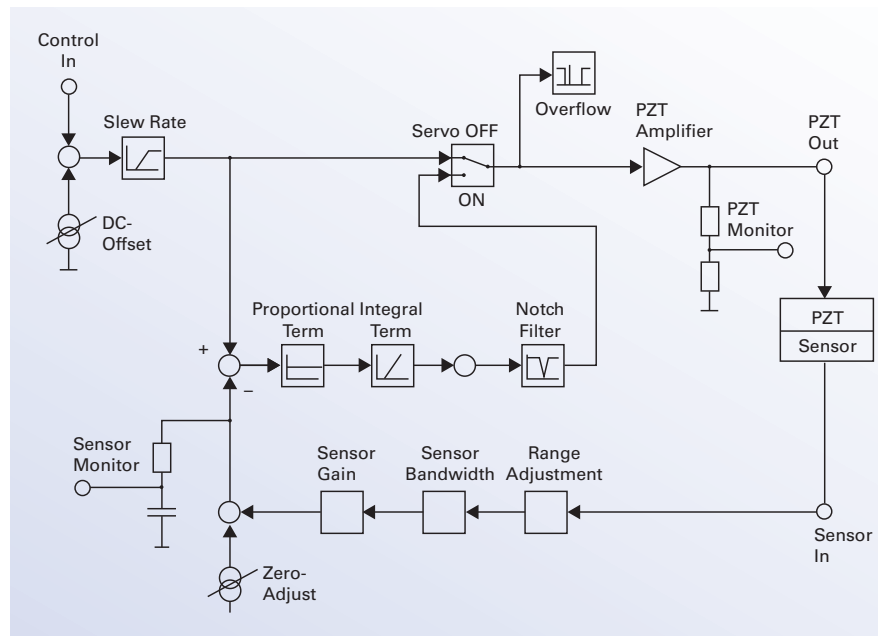 Control
In
Slew Rate
DC-
Offset
Servo OFF
ON
Overflow
PZT
Amplifier
PZT
Out
PZT
Monitor
PZT
Sensor
Proportional
Term
Integral
Term
Notch
Filter
+
–
Sensor
Monitor
Sensor
Gain
Sensor
Bandwidth
Range
Adjustment
Sensor
In
Zero-
Adjust